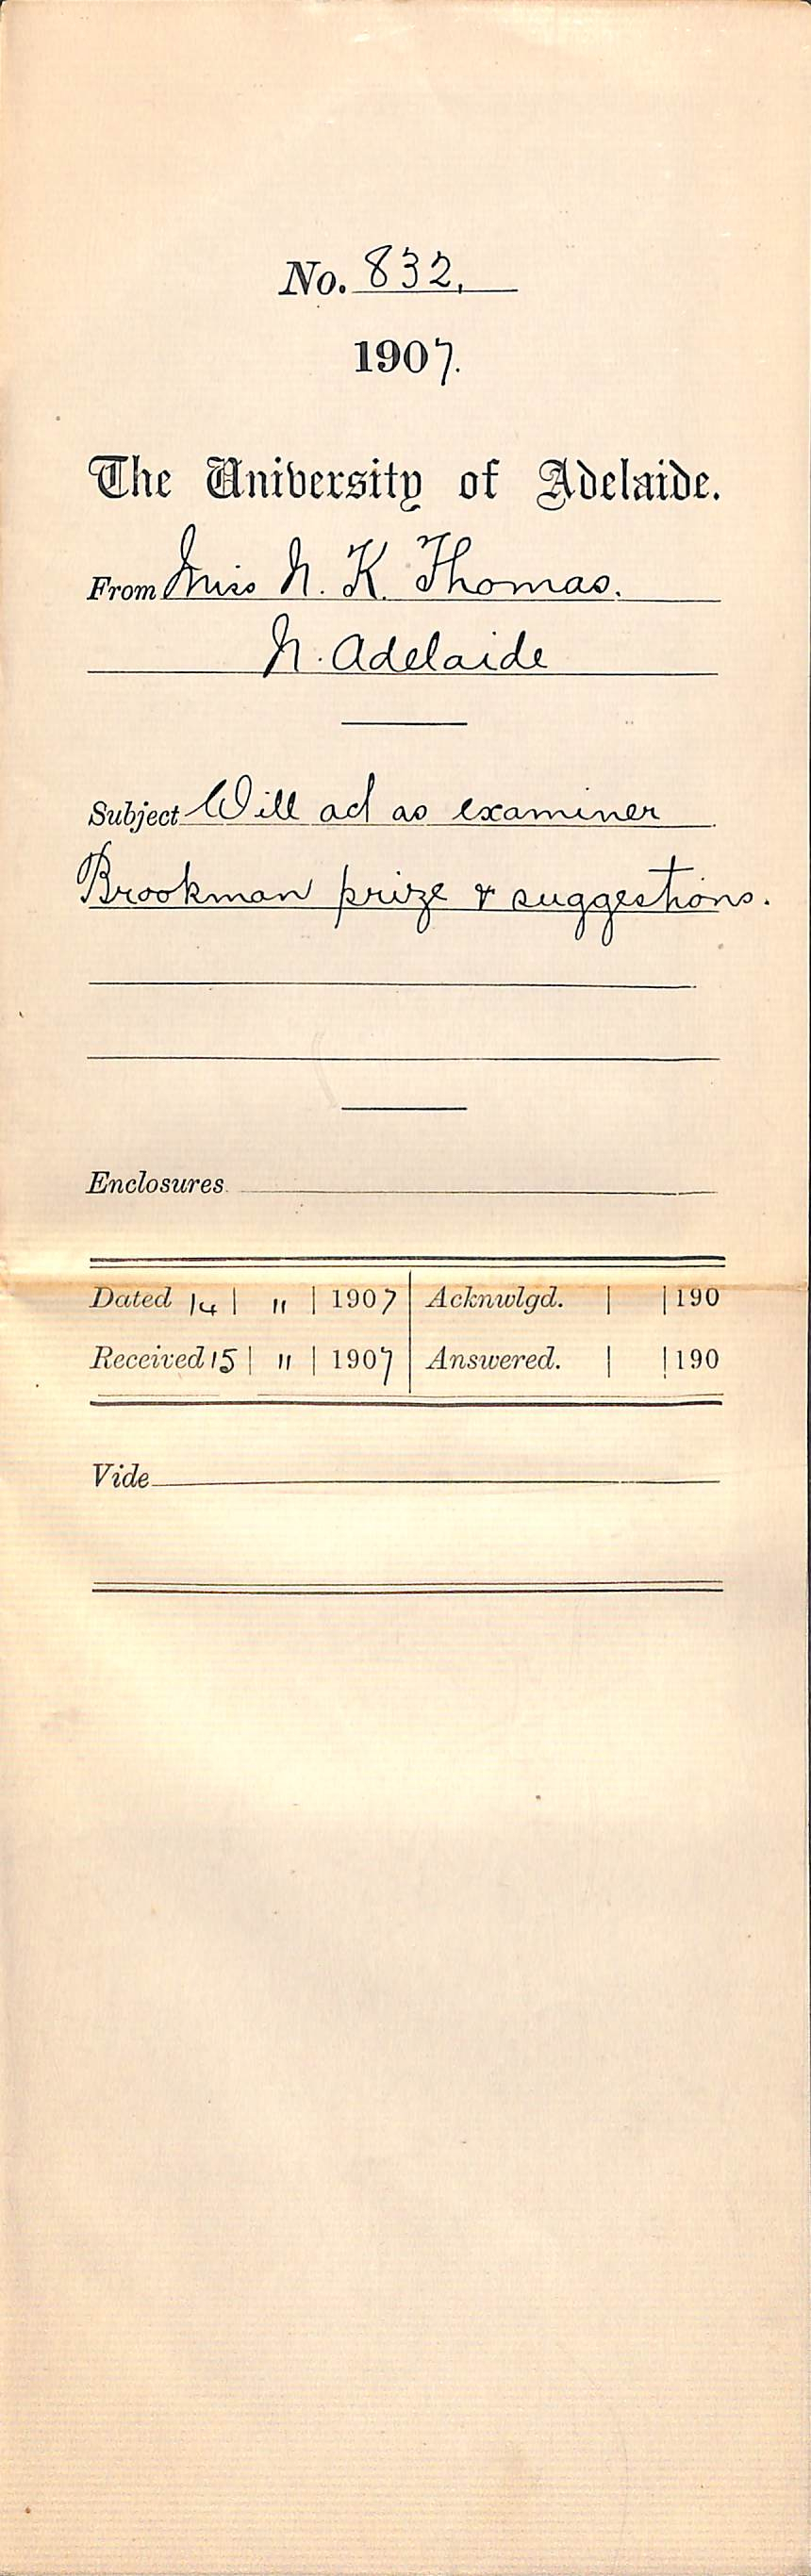 No. 832.
1907.
The University of Adelaide.
From Miss N. K. Thomas.
N. Adelaide
Subject Will act as examiner
Brookman prize & suggestions.
Enclosures
Dated 14 | 11 | 1907 | Acknwlgd. | | 190
Received 15 | 11 | 1907 | Answered. | | 190
Vide